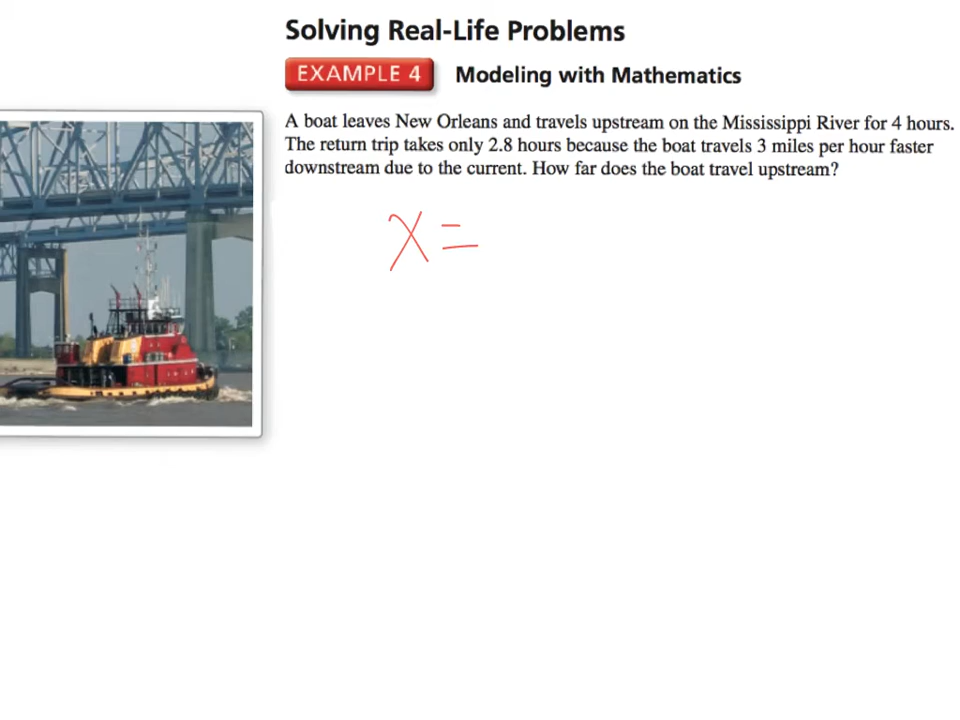 Solving Real-Life Problems
EXAMPLE 4 Modeling with Mathematics
A boat leaves New Orleans and travels upstream on the Mississippi River for 4 hours.
The return trip takes only 2.8 hours because the boat travels 3 miles per hour faster
downstream due to the current. How far does the boat travel upstream?
x =